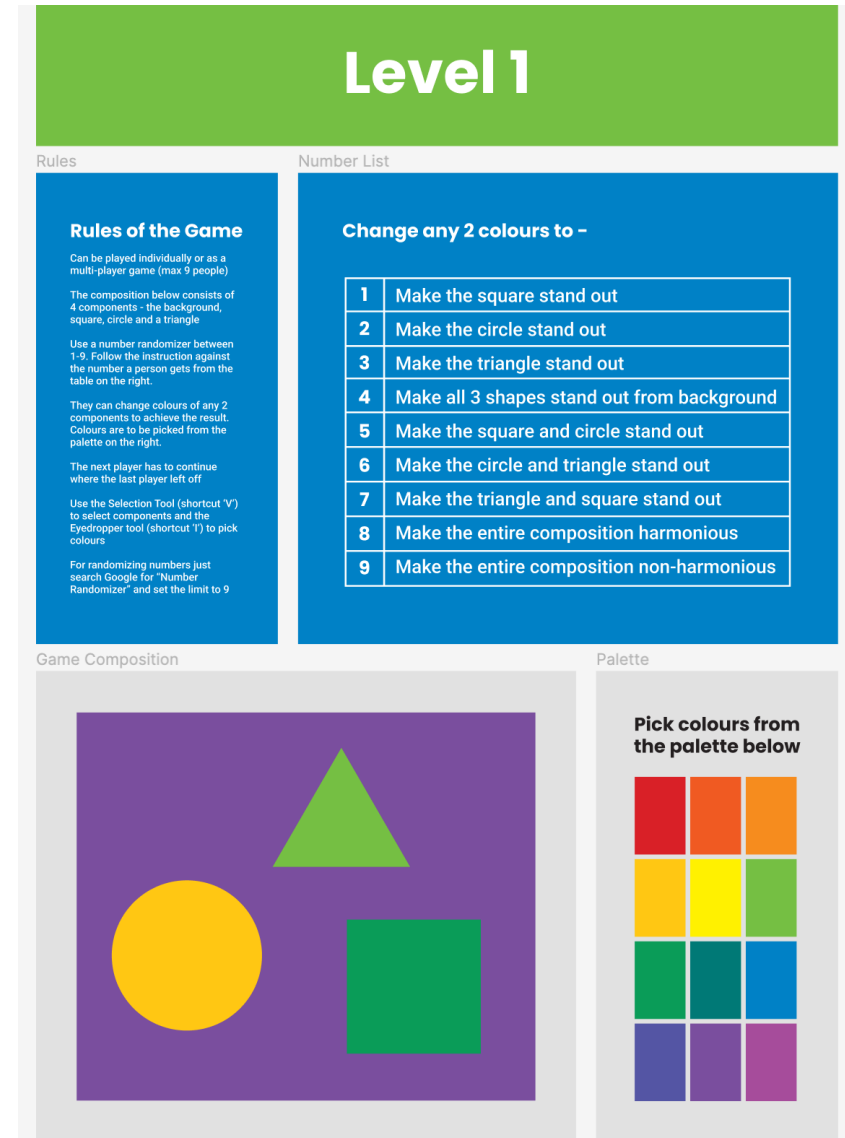 Level 1
Rules
Number List
Rules of the Game
Can be played individually or as a
multi-player game (max 9 people)
The composition below consists of
4 components - the background,
square, circle and a triangle
Use a number randomizer between
1-9. Follow the instruction against
the number a person gets from the
table on the right.
They can change colours of any 2
components to achieve the result.
Colours are to be picked from the
palette on the right.
The next player has to continue
where the last player left off
Use the Selection Tool (shortcut 'V')
to select components and the
Eyedropper tool (shortcut 'I') to pick
colours
For randomizing numbers just
search Google for "Number
Randomizer" and set the limit to 9
Change any 2 colours to -
1 Make the square stand out
2 Make the circle stand out
3 Make the triangle stand out
4 Make all 3 shapes stand out from background
5 Make the square and circle stand out
6 Make the circle and triangle stand out
7 Make the triangle and square stand out
8 Make the entire composition harmonious
9 Make the entire composition non-harmonious
Game Composition
Palette
Pick colours from
the palette below